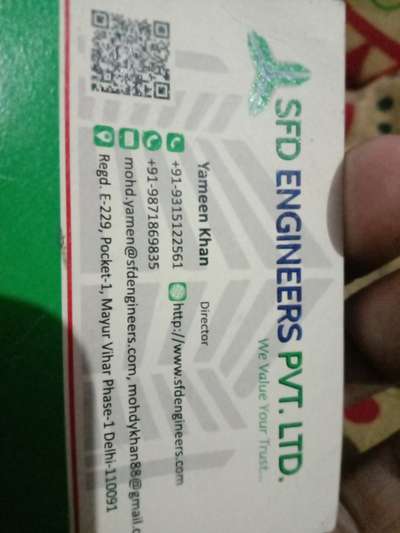 SFD ENGINEERS PVT. LTD.
We Value Your Trust...
Yameen Khan
Director
+91-9315122561 http://www.sfdengineers.com
+91-9871869835
mohd.yamen@sfdengineers.com, mohdykhan88@gmail.c
Regd. E-229, Pocket-1, Mayur Vihar Phase-1 Delhi-110091